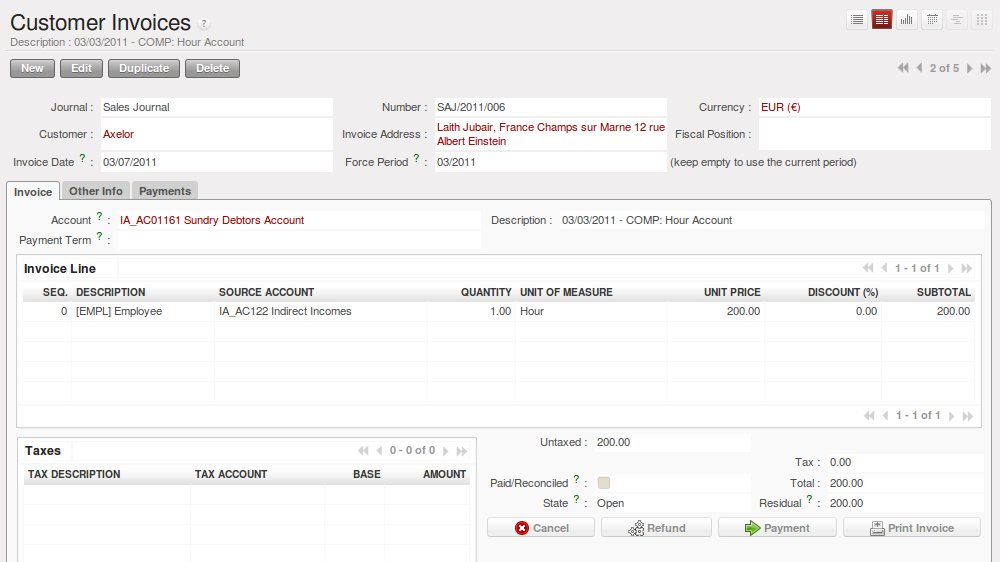 Customer Invoices ?
Description : 03/03/2011 - COMP: Hour Account
New Edit Duplicate Delete 2 of 5
Journal : Sales Journal Number : SAJ/2011/006 Currency : EUR (€)
Customer : Axelor Invoice Address : Laith Jubair, France Champs sur Marne 12 rue Albert Einstein Fiscal Position :
Invoice Date ? : 03/07/2011 Force Period ? : 03/2011 (keep empty to use the current period)
Invoice Other Info Payments
Account ? : IA_AC01161 Sundry Debtors Account Description : 03/03/2011 - COMP: Hour Account
Payment Term ? :
Invoice Line 1 - 1 of 1
SEQ. DESCRIPTION SOURCE ACCOUNT QUANTITY UNIT OF MEASURE UNIT PRICE DISCOUNT (%) SUBTOTAL
0 [EMPL] Employee IA_AC122 Indirect Incomes 1.00 Hour 200.00 0.00 200.00
1 - 1 of 1
Taxes 0 - 0 of 0
TAX DESCRIPTION TAX ACCOUNT BASE AMOUNT
Untaxed : 200.00
Tax : 0.00
Paid/Reconciled ? : Total : 200.00
State ? : Open Residual ? : 200.00
Cancel Refund Payment Print Invoice